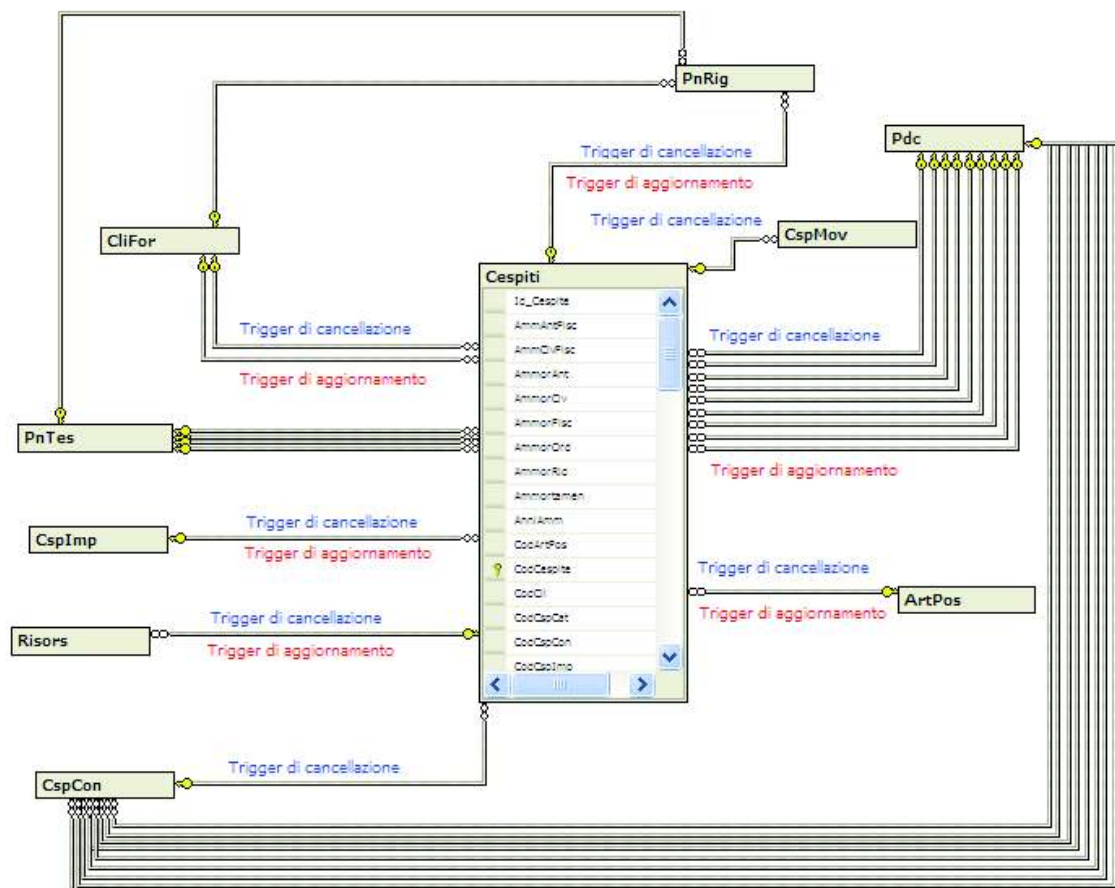 PnRig
Pdc
Trigger di cancellazione
Trigger di aggiornamento
Trigger di cancellazione
CspMov
CliFor
Cespiti
Id_Cespite
AmmAntFisc
AmmCivFisc
AmmorAnt
AmmorCiv
AmmorFisc
AmmorOrd
AmmorRid
Ammortamen
AnniAmm
CodArtPos
CodCespite
CodCli
CodCspCat
CodCspCon
CodCspImp
Trigger di cancellazione
Trigger di aggiornamento
Trigger di cancellazione
Trigger di aggiornamento
PnTes
Trigger di cancellazione
CspImp
Trigger di aggiornamento
Trigger di cancellazione
ArtPos
Trigger di aggiornamento
Trigger di cancellazione
Risors
Trigger di aggiornamento
Trigger di cancellazione
CspCon